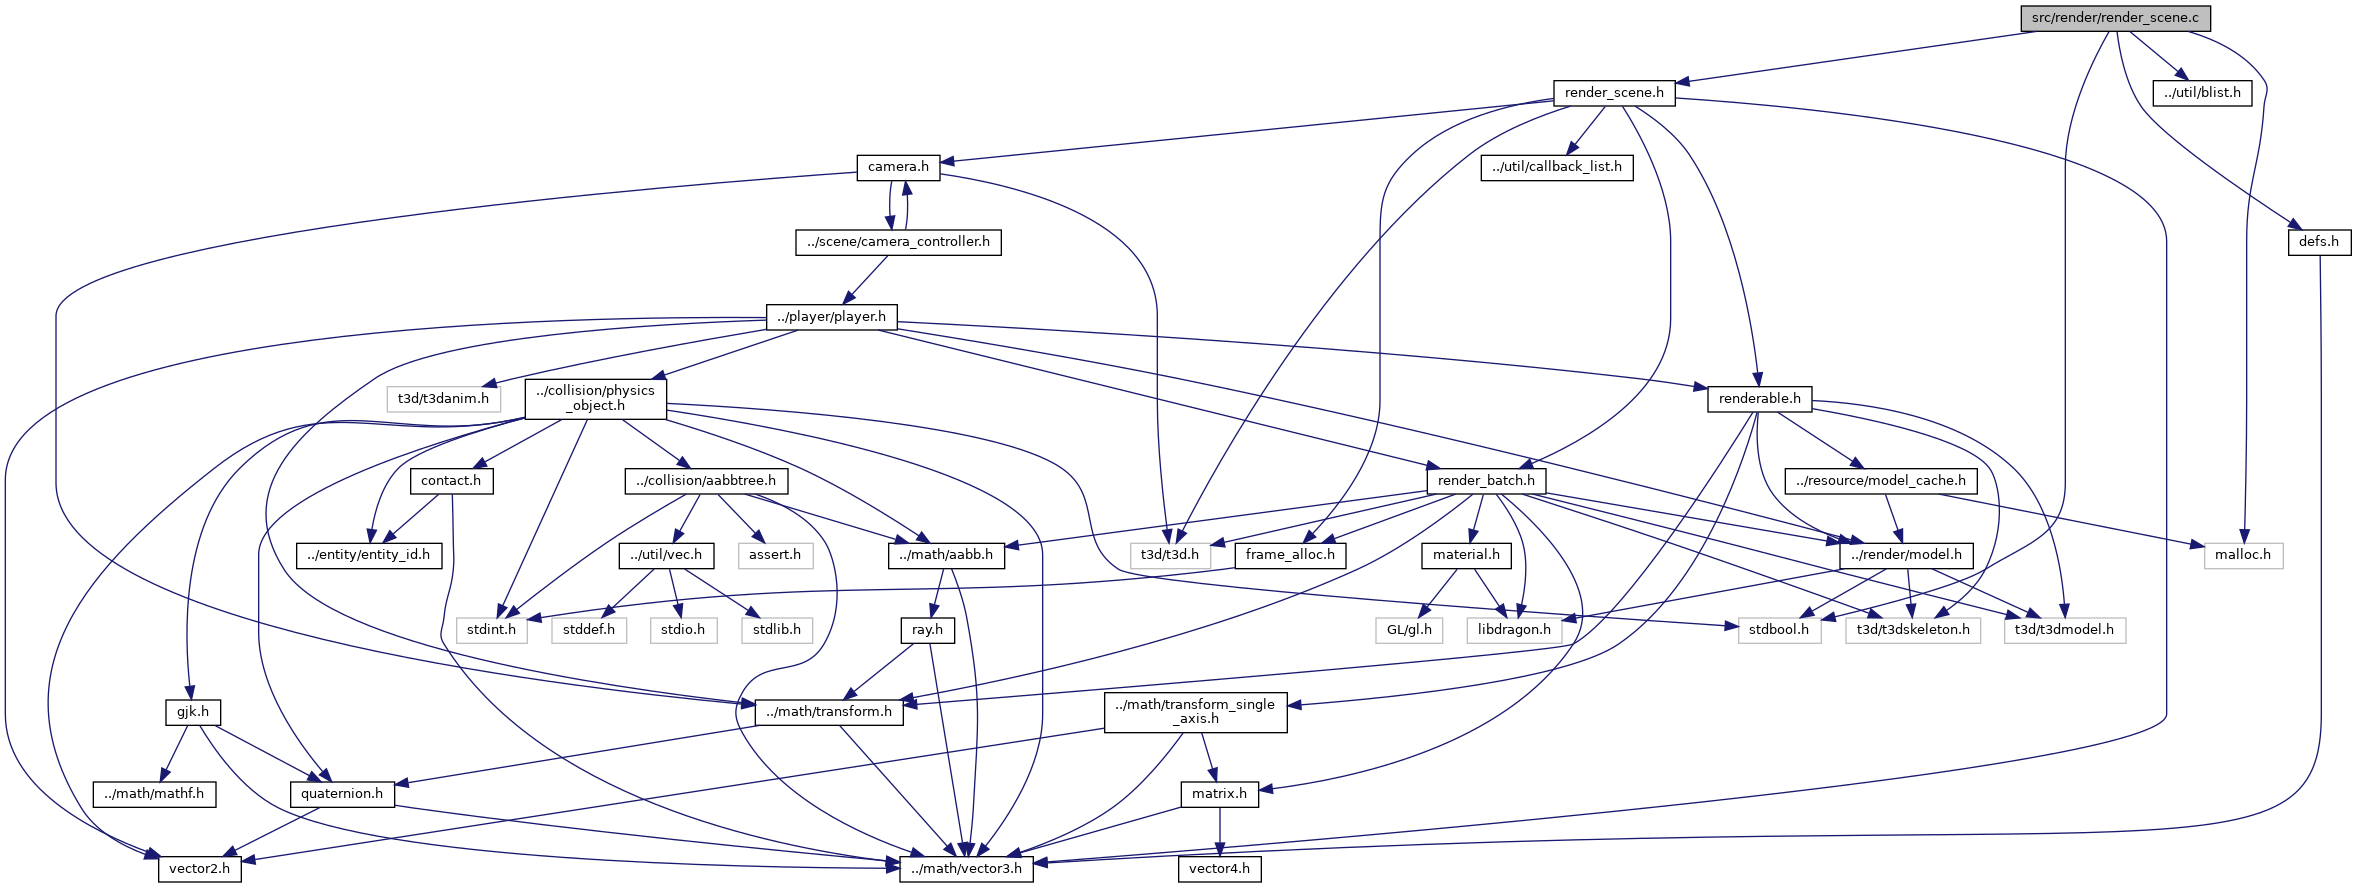 src/render/render_scene.c
render_scene.h
../util/blist.h
camera.h
../util/callback_list.h
../scene/camera_controller.h
defs.h
../player/player.h
t3d/t3danim.h
../collision/physics
_object.h
renderable.h
contact.h
../collision/aabbtree.h
render_batch.h
../resource/model_cache.h
../entity/entity_id.h
../util/vec.h
assert.h
../math/aabb.h
t3d/t3d.h
frame_alloc.h
material.h
../render/model.h
malloc.h
stdint.h
stddef.h
stdio.h
stdlib.h
ray.h
GL/gl.h
libdragon.h
stdbool.h
t3d/t3dskeleton.h
t3d/t3dmodel.h
gjk.h
../math/transform.h
../math/transform_single
_axis.h
../math/mathf.h
quaternion.h
matrix.h
vector2.h
../math/vector3.h
vector4.h